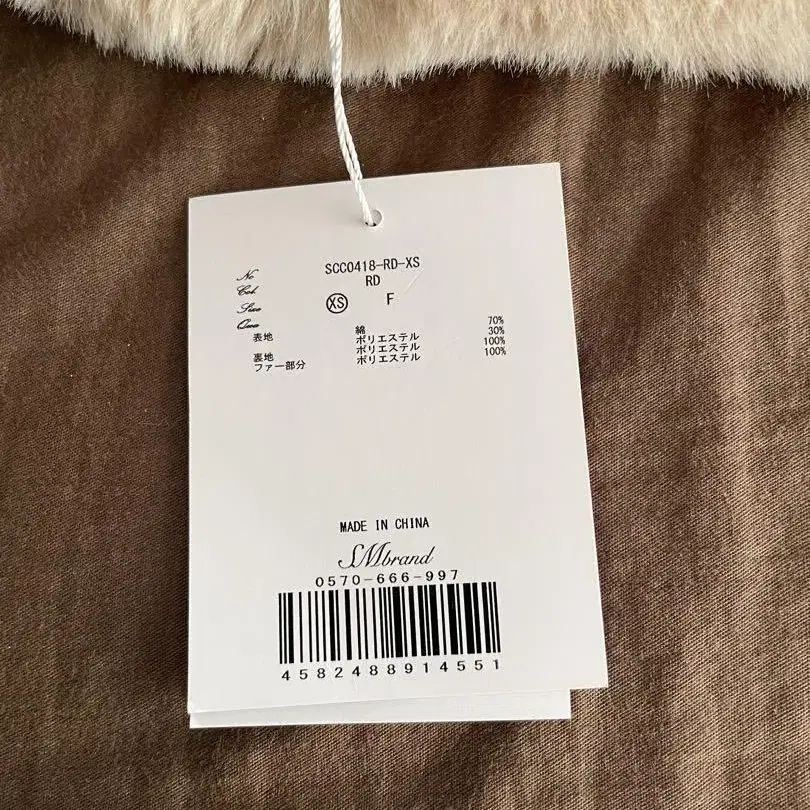 No SCC0418-RD-XS
Col. RD
Size XS F
Qua
表地 綿 70%
ポリエステル 30%
裏地 ポリエステル 100%
ファー部分 ポリエステル 100%
MADE IN CHINA
SMbrand
0570-666-997
4582488914551